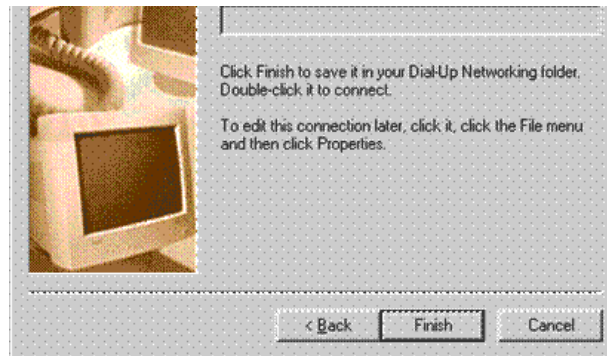 Click Finish to save it in your Dial-Up Networking folder.
Double-click it to connect.
To edit this connection later, click it, click the File menu
and then click Properties.
< Back
Finish
Cancel